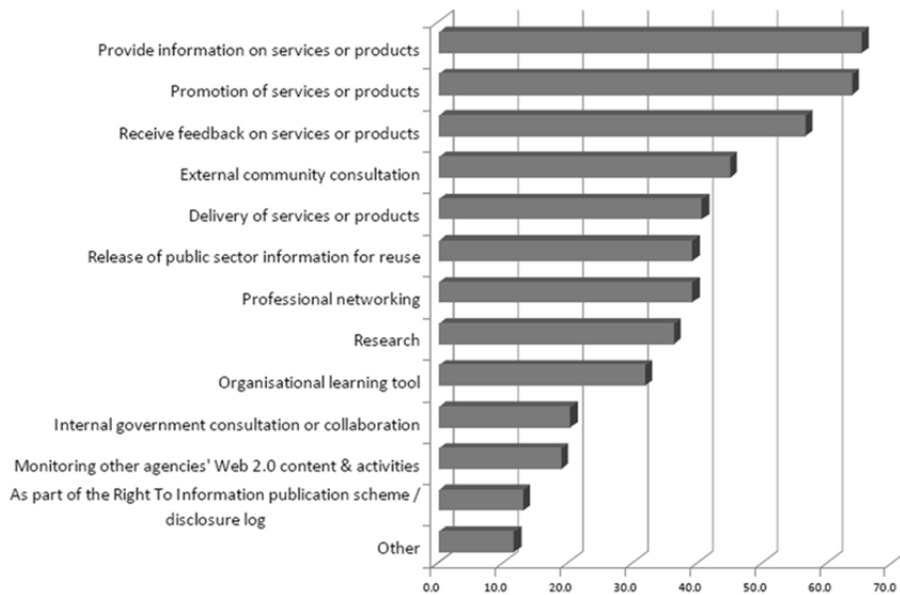 Provide information on services or products
Promotion of services or products
Receive feedback on services or products
External community consultation
Delivery of services or products
Release of public sector information for reuse
Professional networking
Research
Organisational learning tool
Internal government consultation or collaboration
Monitoring other agencies' Web 2.0 content & activities
As part of the Right To Information publication scheme /
disclosure log
Other
0.0 10.0 20.0 30.0 40.0 50.0 60.0 70.0